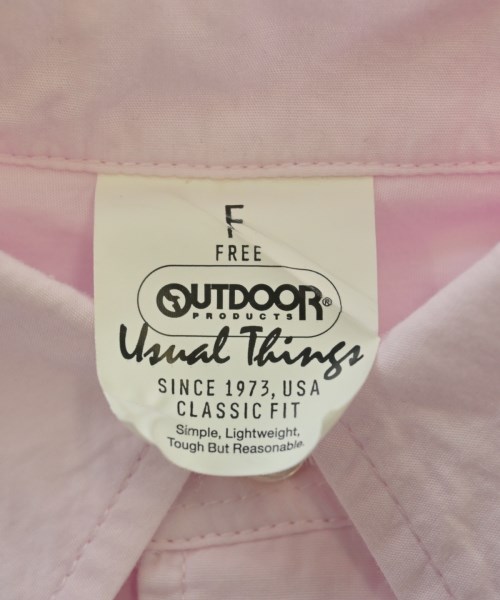 F
FREE
OUTDOOR®
PRODUCTS
Usual Things
SINCE 1973, USA
CLASSIC FIT
Simple, Lightweight,
Tough But Reasonable.